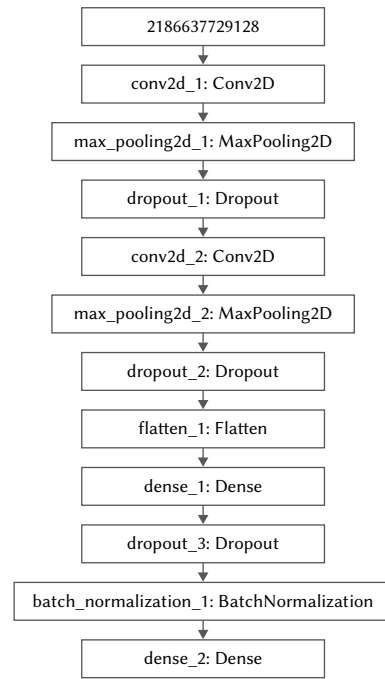 2186637729128
conv2d_1: Conv2D
max_pooling2d_1: MaxPooling2D
dropout_1: Dropout
conv2d_2: Conv2D
max_pooling2d_2: MaxPooling2D
dropout_2: Dropout
flatten_1: Flatten
dense_1: Dense
dropout_3: Dropout
batch_normalization_1: BatchNormalization
dense_2: Dense